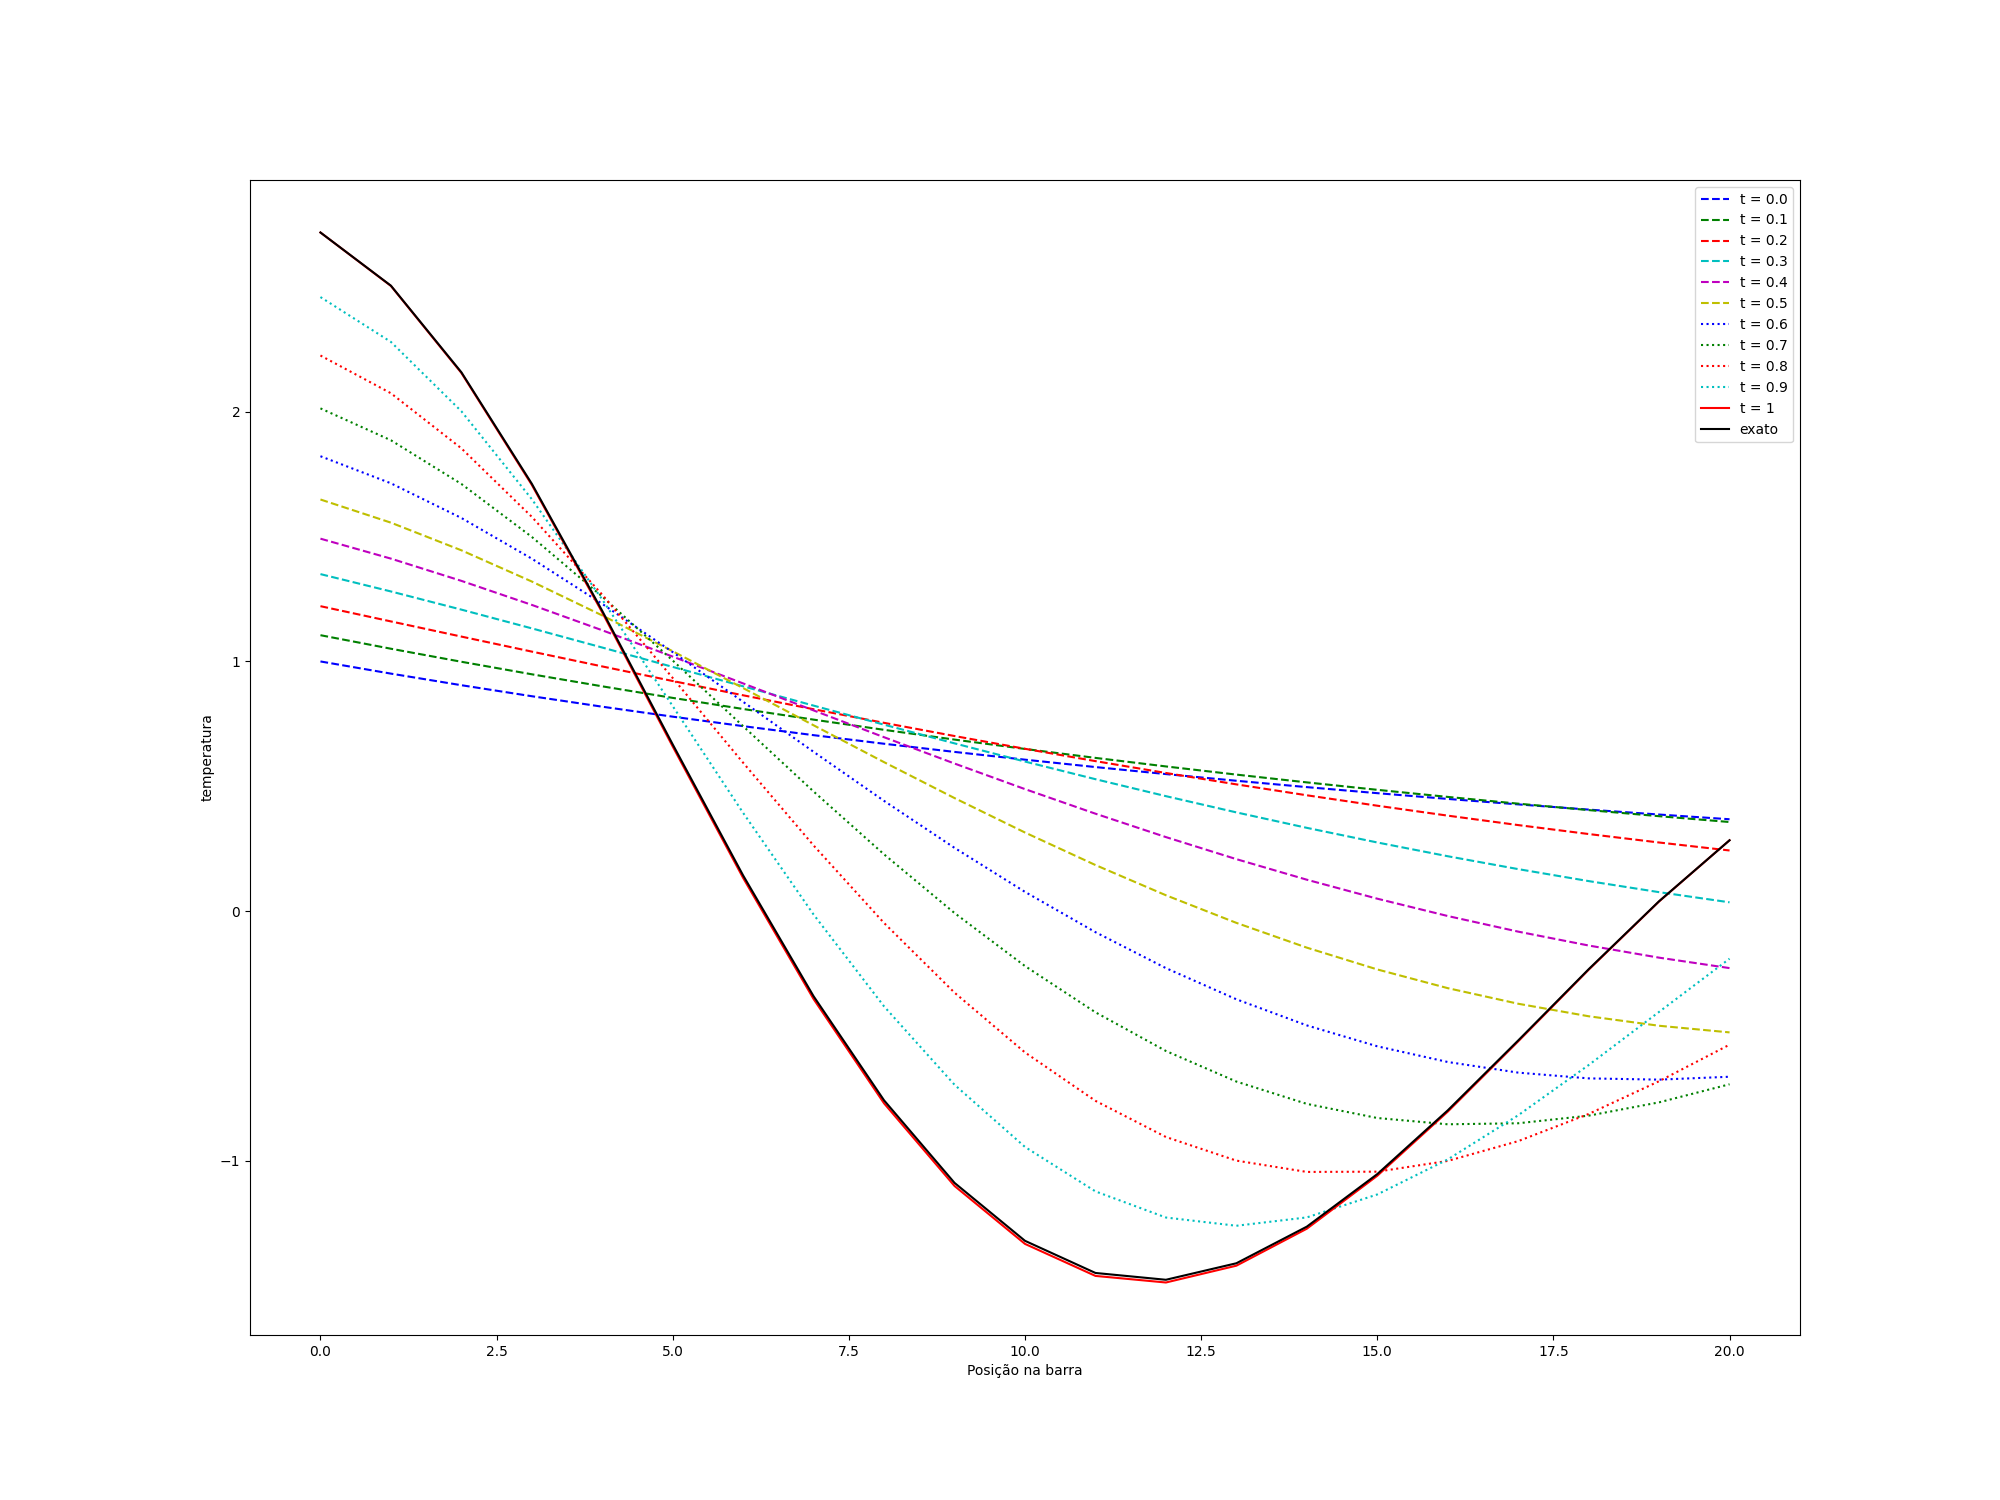 t = 0.0
t = 0.1
t = 0.2
t = 0.3
t = 0.4
t = 0.5
t = 0.6
t = 0.7
t = 0.8
t = 0.9
t = 1
exato
2
1
0
−1
temperatura
0.0 2.5 5.0 7.5 10.0 12.5 15.0 17.5 20.0
Posição na barra